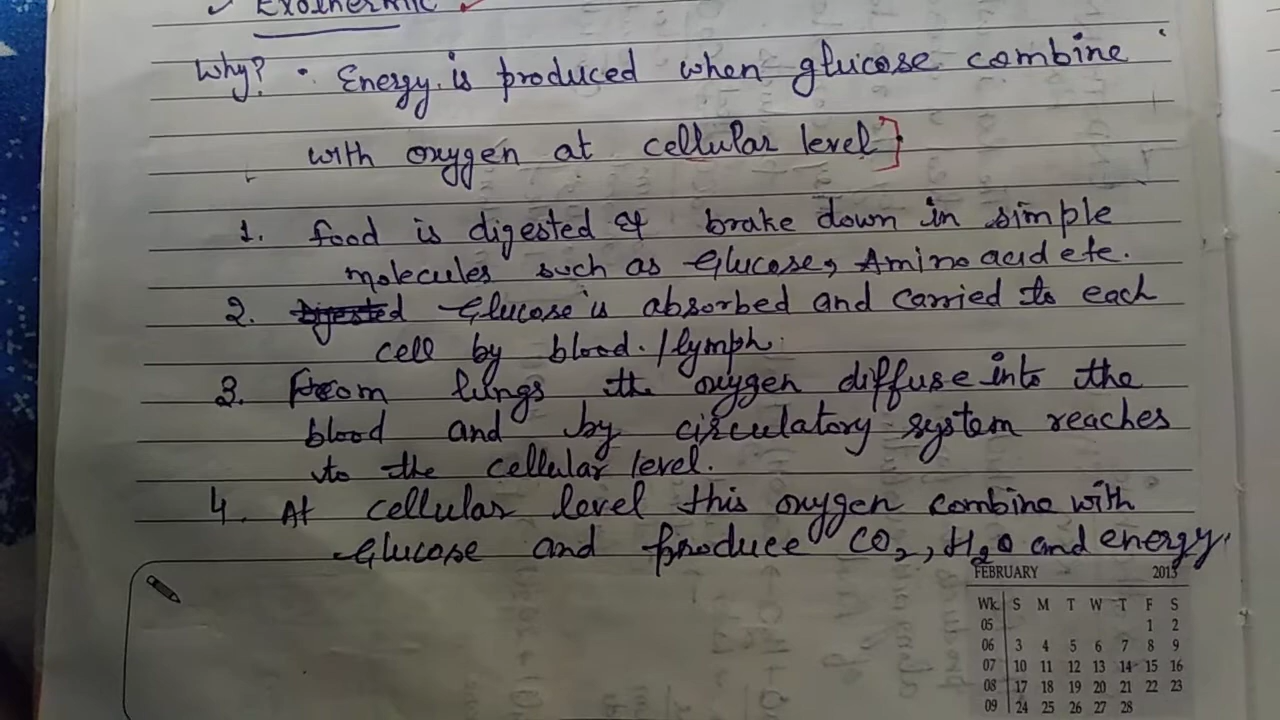 Exothermic
Why? • Energy is produced when glucose combine
with oxygen at cellular level}
1. food is digested & brake down in simple
molecules such as Glucose, Amino acid etc.
2. Glucose is absorbed and carried to each
cell by blood./lymph.
3. From lungs the oxygen diffuse into the
blood and by circulatory system reaches
to the cellular level.
4. At cellular level this oxygen combine with
Glucose and produce CO2, H2O and energy.
FEBRUARY 2013
Wk S M T W T F S
05 1 2
06 3 4 5 6 7 8 9
07 10 11 12 13 14 15 16
08 17 18 19 20 21 22 23
09 24 25 26 27 28